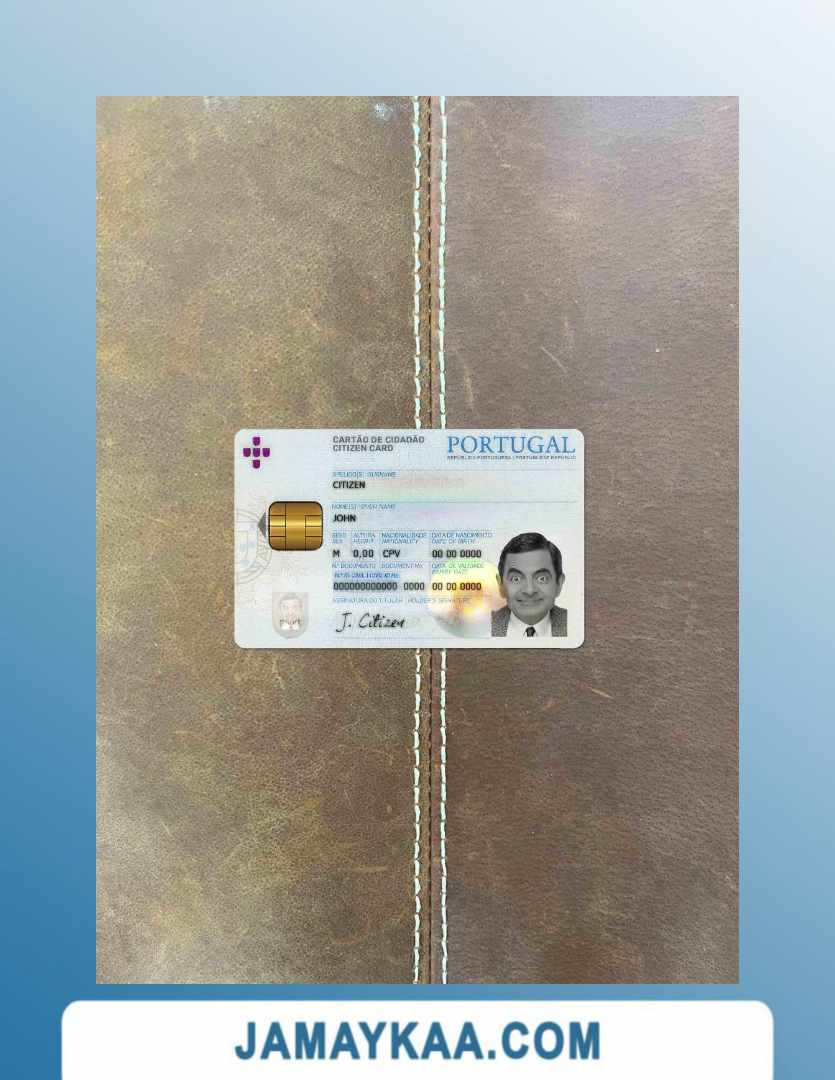 CARTÃO DE CIDADÃO
CITIZEN CARD
PORTUGAL
REPÚBLICA PORTUGUESA | PORTUGUESE REPUBLIC
APELIDO[S] SURNAME
CITIZEN
NOME[S] GIVEN NAME
JOHN
SEXO ALTURA NACIONALIDADE DATA DE NASCIMENTO
SEX HEIGHT NATIONALITY DATE OF BIRTH
M 0,00 CPV 00 00 0000
Nº DOCUMENTO DOCUMENT No. DATA DE VALIDADE
EXPIRY DATE
000000000000 0000 00 00 0000
ASSINATURA DO TITULAR | HOLDER'S SIGNATURE
J. Citizen
JAMAYKAA.COM